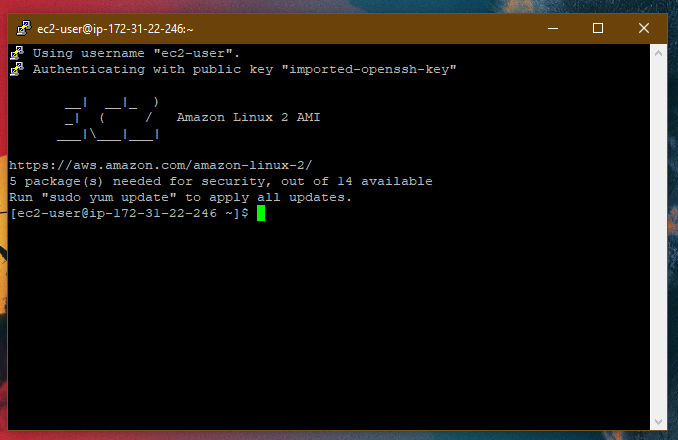 ec2-user@ip-172-31-22-246:~
Using username "ec2-user".
Authenticating with public key "imported-openssh-key"
       __|  __|_  )
       _|  (     /   Amazon Linux 2 AMI
      ___|\___|___|
https://aws.amazon.com/amazon-linux-2/
5 package(s) needed for security, out of 14 available
Run "sudo yum update" to apply all updates.
[ec2-user@ip-172-31-22-246 ~]$